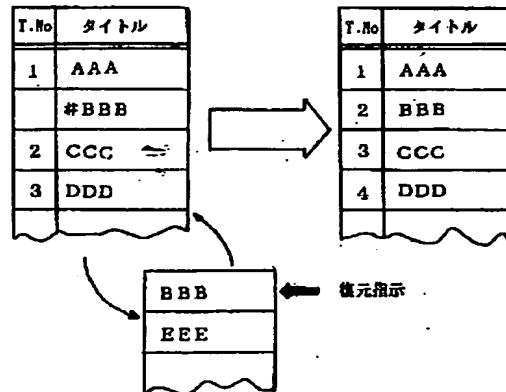 T.No タイトル
1 AAA
#BBB
2 CCC
3 DDD
T.No タイトル
1 AAA
2 BBB
3 CCC
4 DDD
BBB
EEE
復元指示